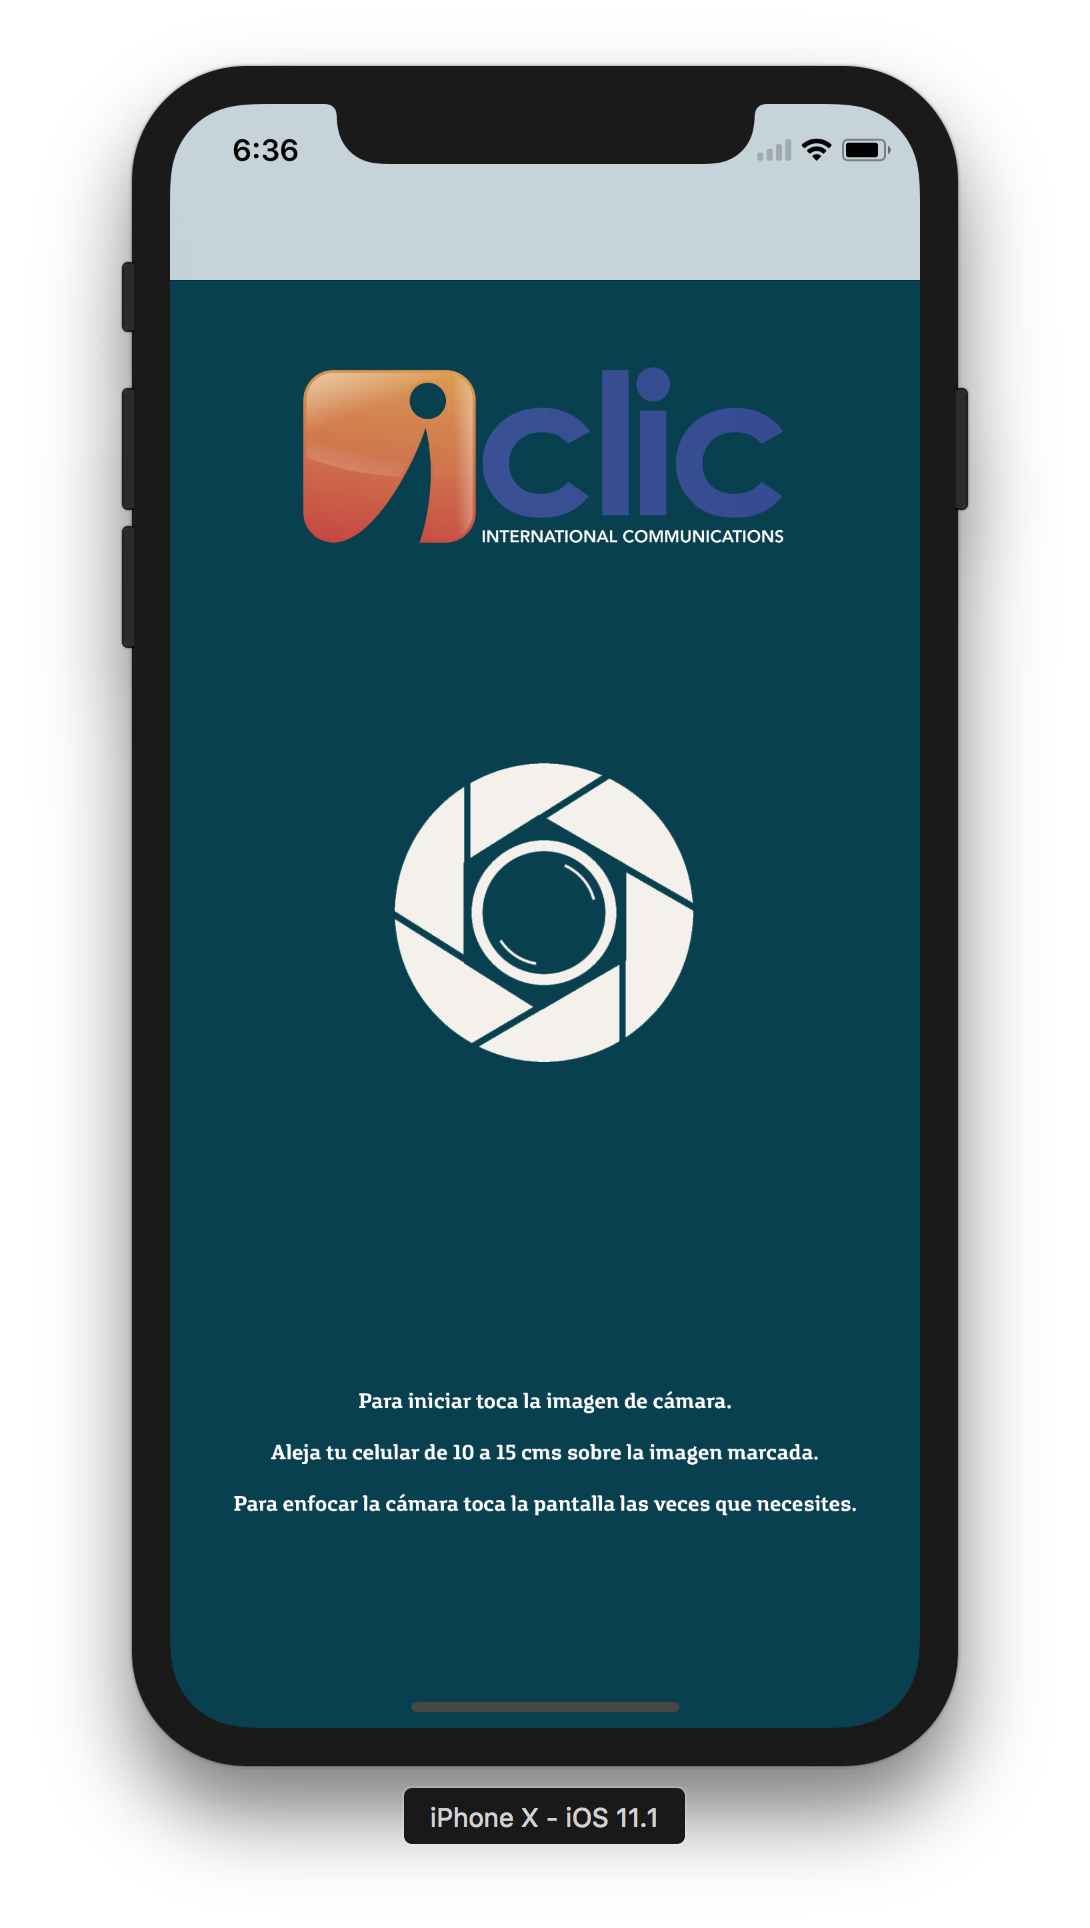 6:36
clic
INTERNATIONAL COMMUNICATIONS
Para iniciar toca la imagen de cámara.
Aleja tu celular de 10 a 15 cms sobre la imagen marcada.
Para enfocar la cámara toca la pantalla las veces que necesites.
iPhone X - iOS 11.1